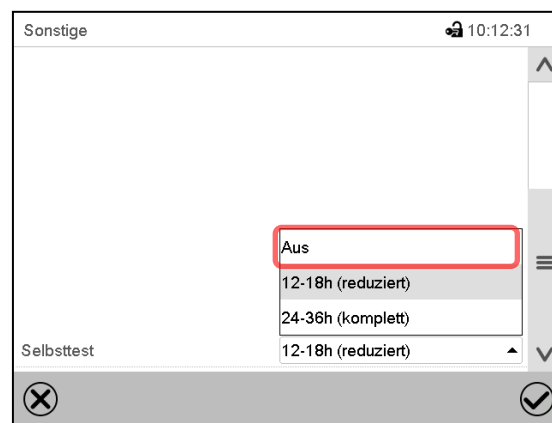 Sonstige 10:12:31
Aus
12-18h (reduziert)
24-36h (komplett)
Selbsttest 12-18h (reduziert)